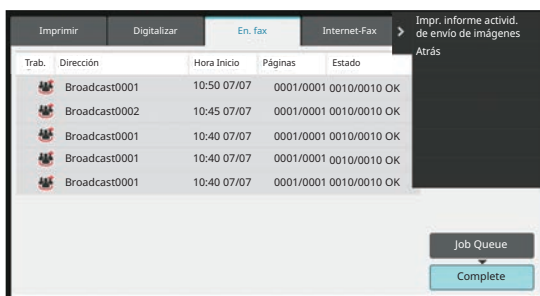 Imprimir Digitalizar En. fax Internet-Fax
Impr. informe activid.
de envío de imágenes
Atrás
Trab. Dirección Hora Inicio Páginas Estado
Broadcast0001 10:50 07/07 0001/0001 0010/0010 OK
Broadcast0002 10:45 07/07 0001/0001 0010/0010 OK
Broadcast0001 10:40 07/07 0001/0001 0010/0010 OK
Broadcast0001 10:40 07/07 0001/0001 0010/0010 OK
Broadcast0001 10:40 07/07 0001/0001 0010/0010 OK
Job Queue
Complete